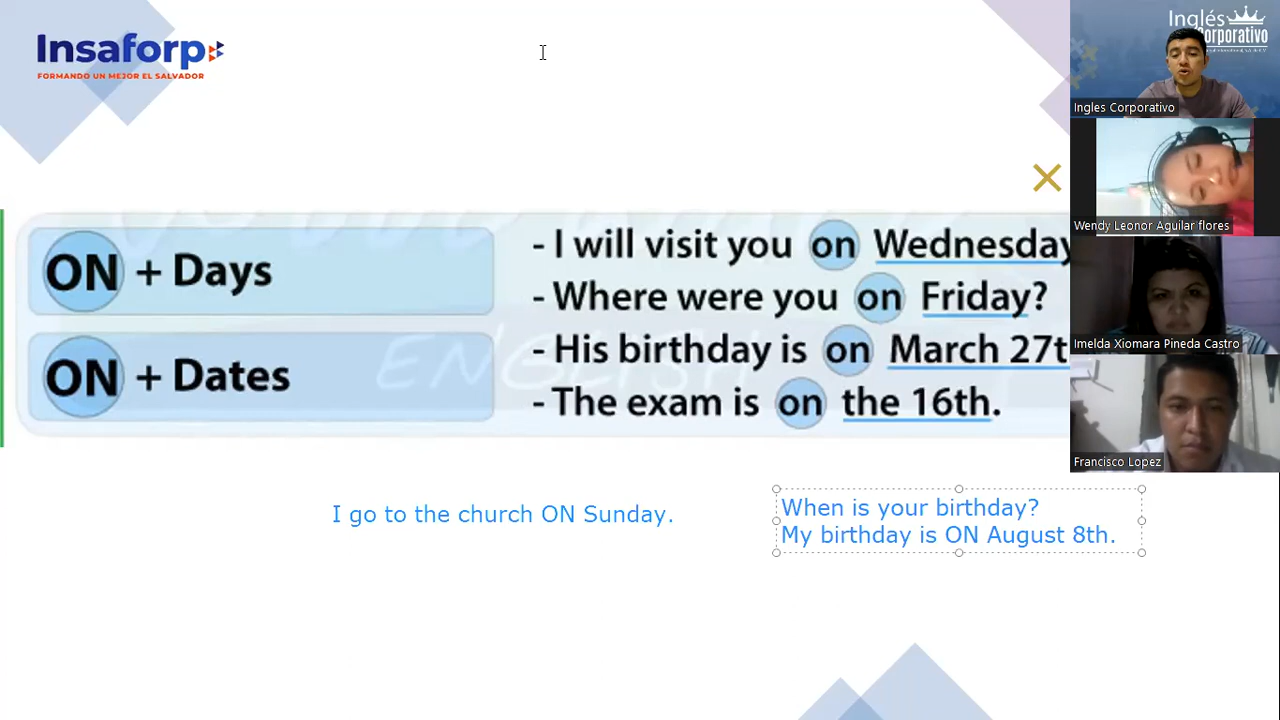 Insaforp
FORMANDO UN MEJOR EL SALVADOR
ON + Days
- I will visit you on Wednesday
- Where were you on Friday?
ON + Dates
- His birthday is on March 27t
- The exam is on the 16th.
ENGLISH
I go to the church ON Sunday.
When is your birthday?
My birthday is ON August 8th.
Inglés
Corporativo
Ingles Corporativo
Wendy Leonor Aguilar flores
Imelda Xiomara Pineda Castro
Francisco Lopez